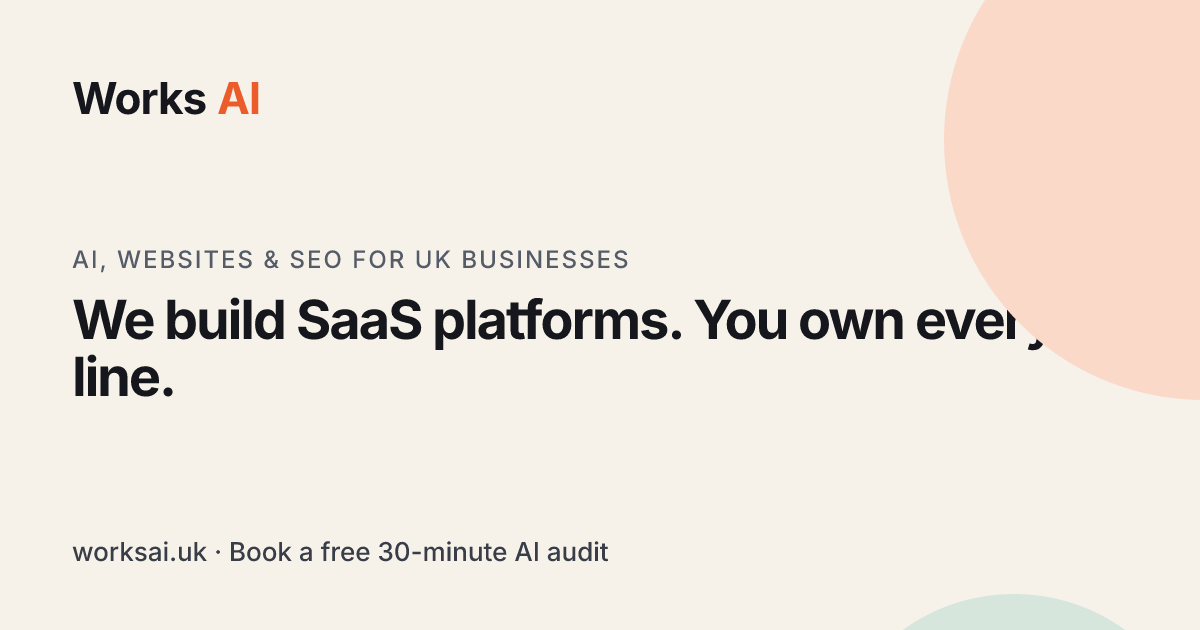 Works AI
AI, WEBSITES & SEO FOR UK BUSINESSES
We build SaaS platforms. You own every
line.
worksai.uk · Book a free 30-minute AI audit